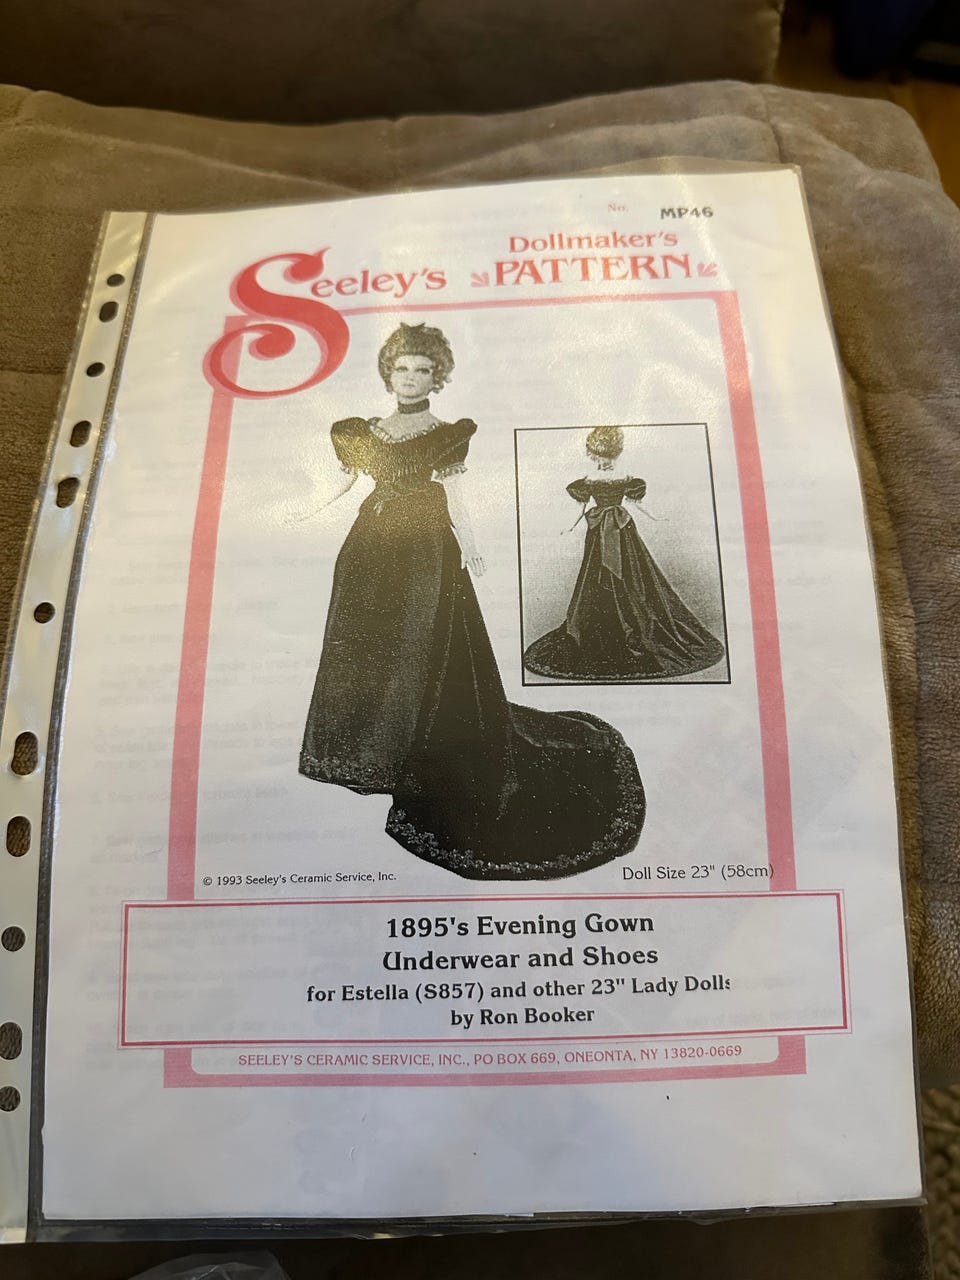 No. MP46
Seeley's Dollmaker's PATTERN
© 1993 Seeley's Ceramic Service, Inc.
Doll Size 23" (58cm)
1895's Evening Gown
Underwear and Shoes
for Estella (S857) and other 23" Lady Dolls
by Ron Booker
SEELEY'S CERAMIC SERVICE, INC., PO BOX 669, ONEONTA, NY 13820-0669